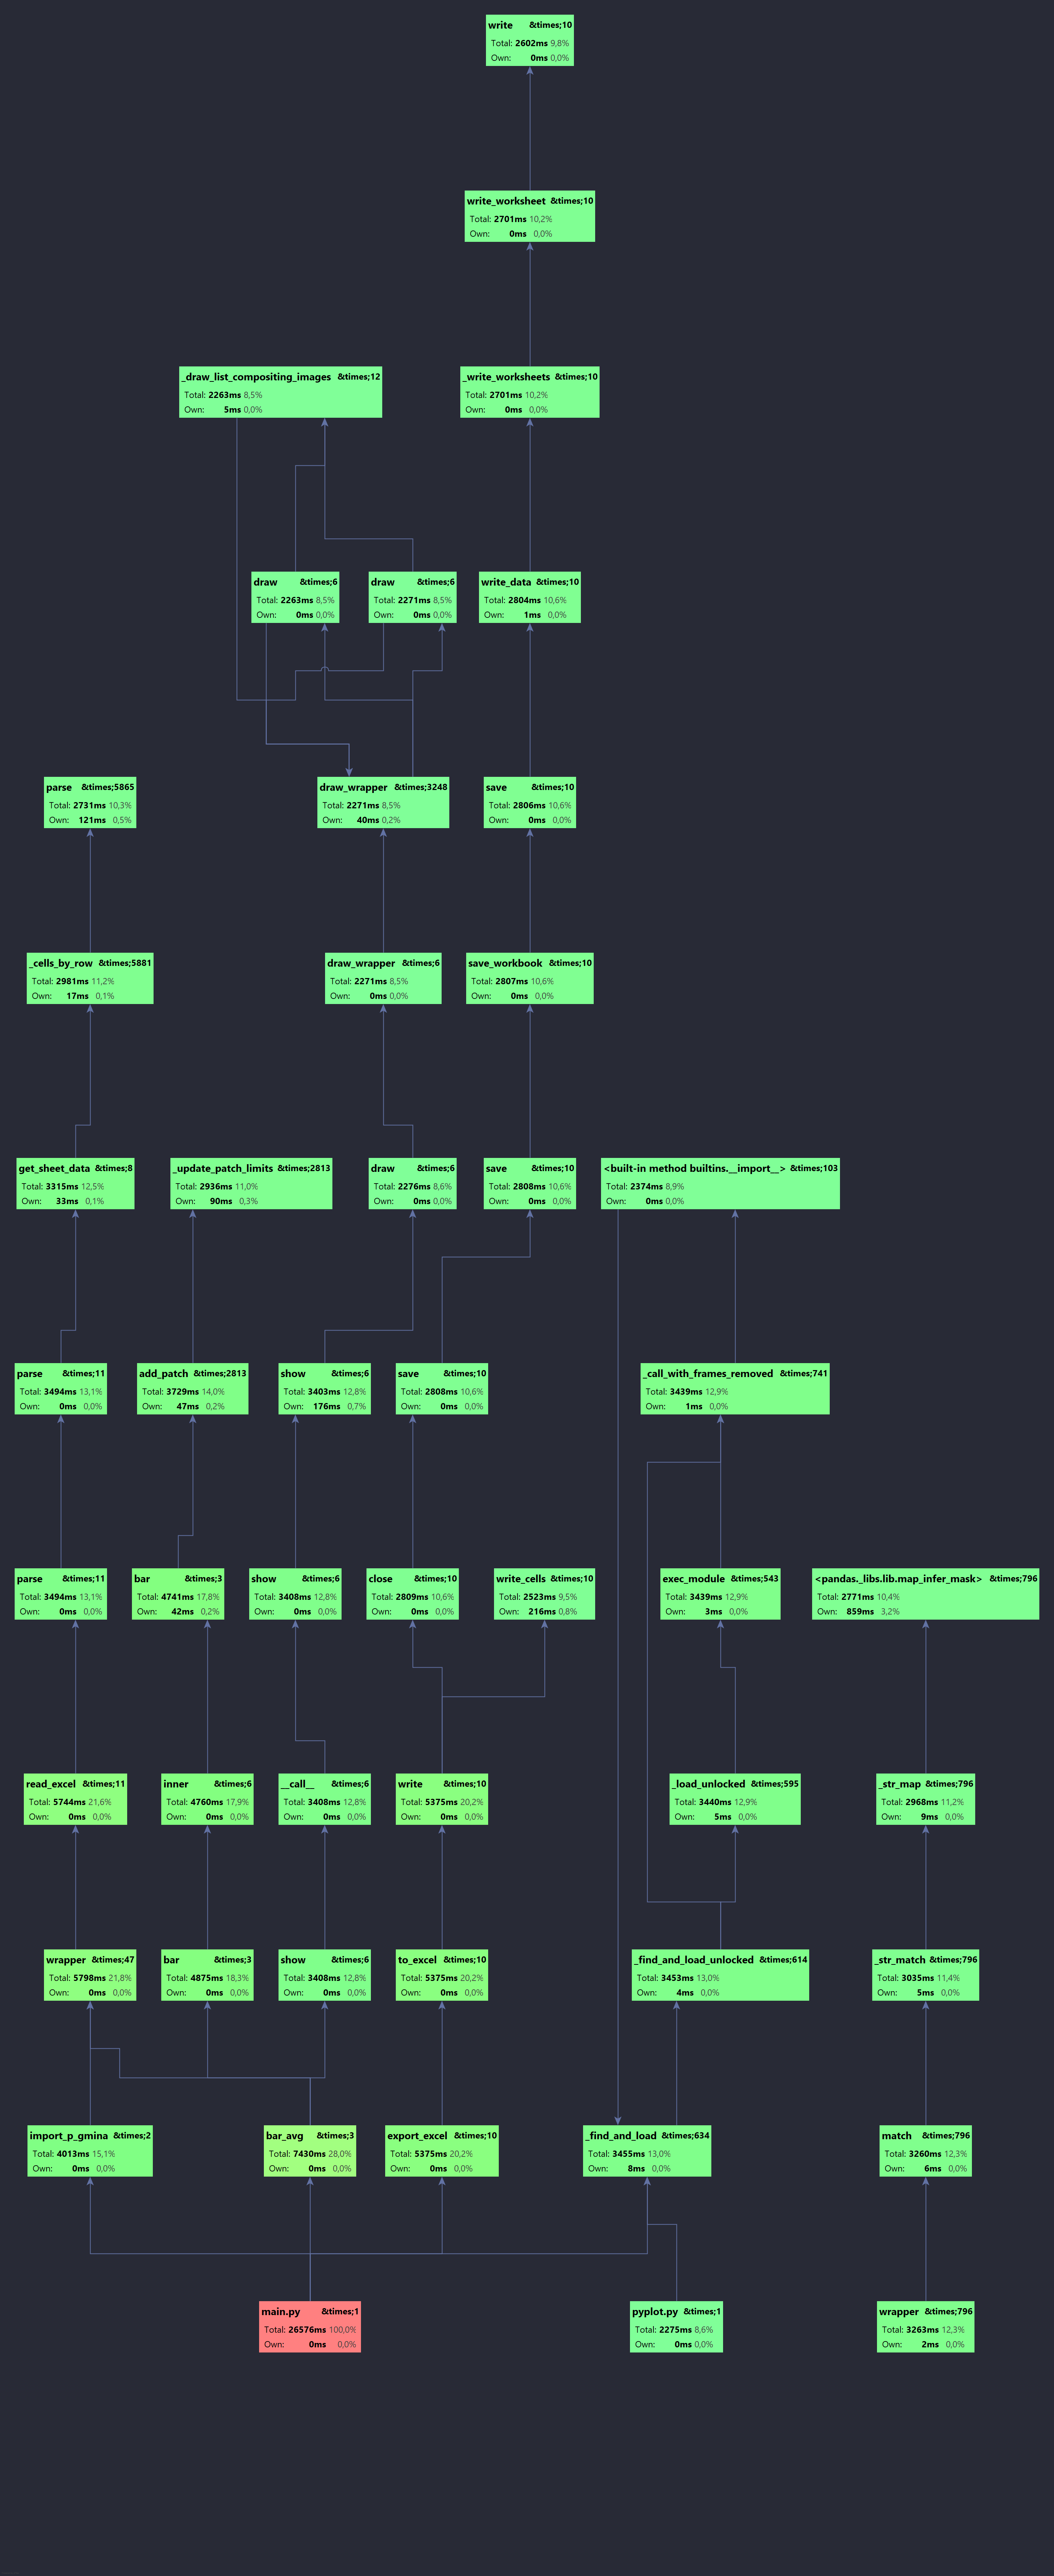 write &times;10
Total: 2602ms 9,8%
Own: 0ms 0,0%
write_worksheet &times;10
Total: 2701ms 10,2%
Own: 0ms 0,0%
_draw_list_compositing_images &times;12
Total: 2263ms 8,5%
Own: 5ms 0,0%
_write_worksheets &times;10
Total: 2701ms 10,2%
Own: 0ms 0,0%
draw &times;6
Total: 2263ms 8,5%
Own: 0ms 0,0%
draw &times;6
Total: 2271ms 8,5%
Own: 0ms 0,0%
write_data &times;10
Total: 2804ms 10,6%
Own: 1ms 0,0%
parse &times;5865
Total: 2731ms 10,3%
Own: 121ms 0,5%
draw_wrapper &times;3248
Total: 2271ms 8,5%
Own: 40ms 0,2%
save &times;10
Total: 2806ms 10,6%
Own: 0ms 0,0%
_cells_by_row &times;5881
Total: 2981ms 11,2%
Own: 17ms 0,1%
draw_wrapper &times;6
Total: 2271ms 8,5%
Own: 0ms 0,0%
save_workbook &times;10
Total: 2807ms 10,6%
Own: 0ms 0,0%
get_sheet_data &times;8
Total: 3315ms 12,5%
Own: 33ms 0,1%
_update_patch_limits &times;2813
Total: 2936ms 11,0%
Own: 90ms 0,3%
draw &times;6
Total: 2276ms 8,6%
Own: 0ms 0,0%
save &times;10
Total: 2808ms 10,6%
Own: 0ms 0,0%
<built-in method builtins.__import__> &times;103
Total: 2374ms 8,9%
Own: 0ms 0,0%
parse &times;11
Total: 3494ms 13,1%
Own: 0ms 0,0%
add_patch &times;2813
Total: 3729ms 14,0%
Own: 47ms 0,2%
show &times;6
Total: 3403ms 12,8%
Own: 176ms 0,7%
save &times;10
Total: 2808ms 10,6%
Own: 0ms 0,0%
_call_with_frames_removed &times;741
Total: 3439ms 12,9%
Own: 1ms 0,0%
parse &times;11
Total: 3494ms 13,1%
Own: 0ms 0,0%
bar &times;3
Total: 4741ms 17,8%
Own: 42ms 0,2%
show &times;6
Total: 3408ms 12,8%
Own: 0ms 0,0%
close &times;10
Total: 2809ms 10,6%
Own: 0ms 0,0%
write_cells &times;10
Total: 2523ms 9,5%
Own: 216ms 0,8%
exec_module &times;543
Total: 3439ms 12,9%
Own: 3ms 0,0%
<pandas._libs.lib.map_infer_mask> &times;796
Total: 2771ms 10,4%
Own: 859ms 3,2%
read_excel &times;11
Total: 5744ms 21,6%
Own: 0ms 0,0%
inner &times;6
Total: 4760ms 17,9%
Own: 0ms 0,0%
__call__ &times;6
Total: 3408ms 12,8%
Own: 0ms 0,0%
write &times;10
Total: 5375ms 20,2%
Own: 0ms 0,0%
_load_unlocked &times;595
Total: 3440ms 12,9%
Own: 5ms 0,0%
_str_map &times;796
Total: 2968ms 11,2%
Own: 9ms 0,0%
wrapper &times;47
Total: 5798ms 21,8%
Own: 0ms 0,0%
bar &times;3
Total: 4875ms 18,3%
Own: 0ms 0,0%
show &times;6
Total: 3408ms 12,8%
Own: 0ms 0,0%
to_excel &times;10
Total: 5375ms 20,2%
Own: 0ms 0,0%
_find_and_load_unlocked &times;614
Total: 3453ms 13,0%
Own: 4ms 0,0%
_str_match &times;796
Total: 3035ms 11,4%
Own: 5ms 0,0%
import_p_gmina &times;2
Total: 4013ms 15,1%
Own: 0ms 0,0%
bar_avg &times;3
Total: 7430ms 28,0%
Own: 0ms 0,0%
export_excel &times;10
Total: 5375ms 20,2%
Own: 0ms 0,0%
_find_and_load &times;634
Total: 3455ms 13,0%
Own: 8ms 0,0%
match &times;796
Total: 3260ms 12,3%
Own: 6ms 0,0%
main.py &times;1
Total: 26576ms 100,0%
Own: 0ms 0,0%
pyplot.py &times;1
Total: 2275ms 8,6%
Own: 0ms 0,0%
wrapper &times;796
Total: 3263ms 12,3%
Own: 2ms 0,0%